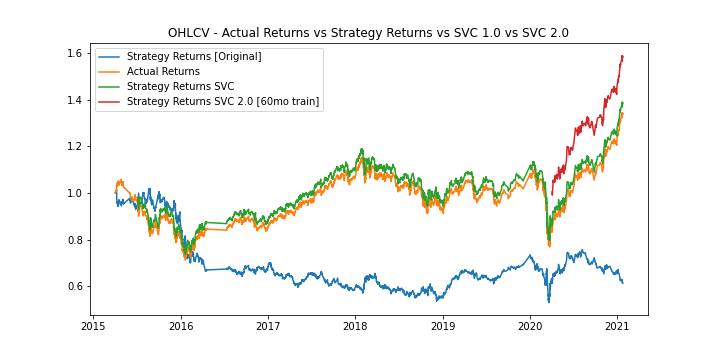 OHLCV - Actual Returns vs Strategy Returns vs SVC 1.0 vs SVC 2.0
Strategy Returns [Original]
Actual Returns
Strategy Returns SVC
Strategy Returns SVC 2.0 [60mo train]
1.6
1.4
1.2
1.0
0.8
0.6
2015 2016 2017 2018 2019 2020 2021